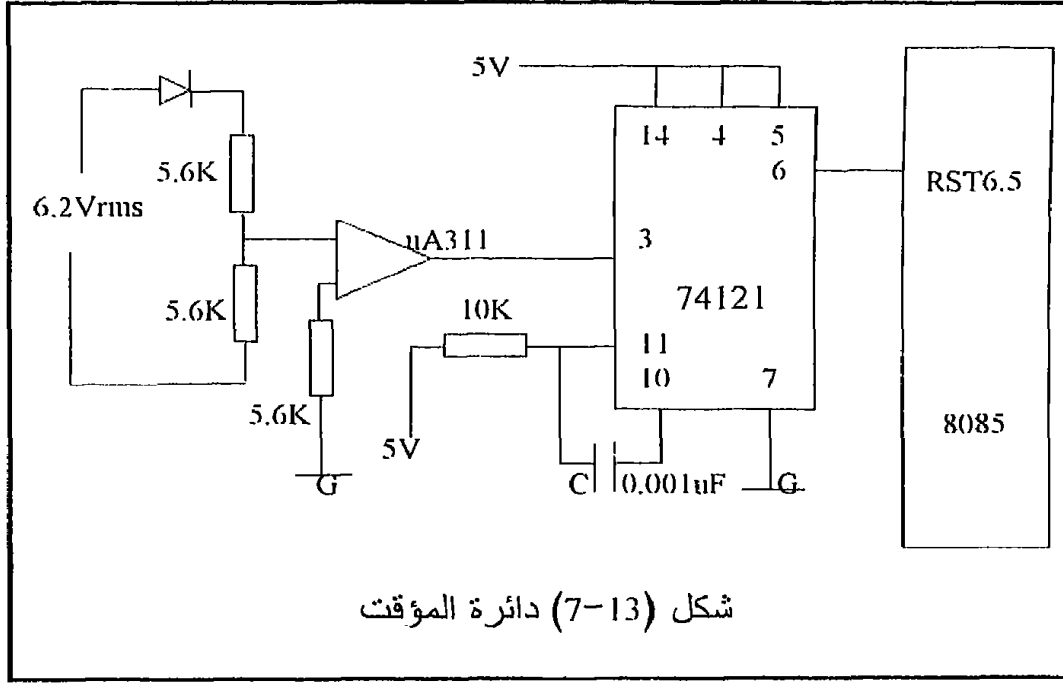 5V
14 4 5
6
5.6K
RST6.5
6.2Vrms
uA311
3
74121
5.6K
10K
11
10 7
5.6K
8085
5V
G
C 0.001uF
G
شكل (13-7) دائرة المؤقت